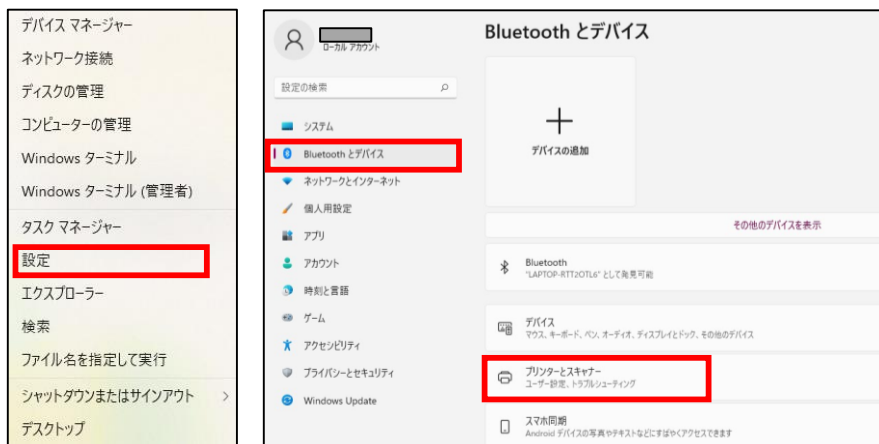 デバイス マネージャー
ネットワーク接続
ディスクの管理
コンピューターの管理
Windows ターミナル
Windows ターミナル (管理者)
タスク マネージャー
設定
エクスプローラー
検索
ファイル名を指定して実行
シャットダウンまたはサインアウト
デスクトップ
ローカル アカウント
設定の検索
システム
Bluetooth とデバイス
ネットワークとインターネット
個人用設定
アプリ
アカウント
時刻と言語
ゲーム
アクセシビリティ
プライバシーとセキュリティ
Windows Update
Bluetooth とデバイス
デバイスの追加
その他のデバイスを表示
Bluetooth
"LAPTOP-RTT2OTL6" として発見可能
デバイス
マウス、キーボード、ペン、オーディオ、ディスプレイとドック、その他のデバイス
プリンターとスキャナー
ユーザー設定、トラブルシューティング
スマホ同期
Android デバイスの写真やテキストなどにすばやくアクセスできます